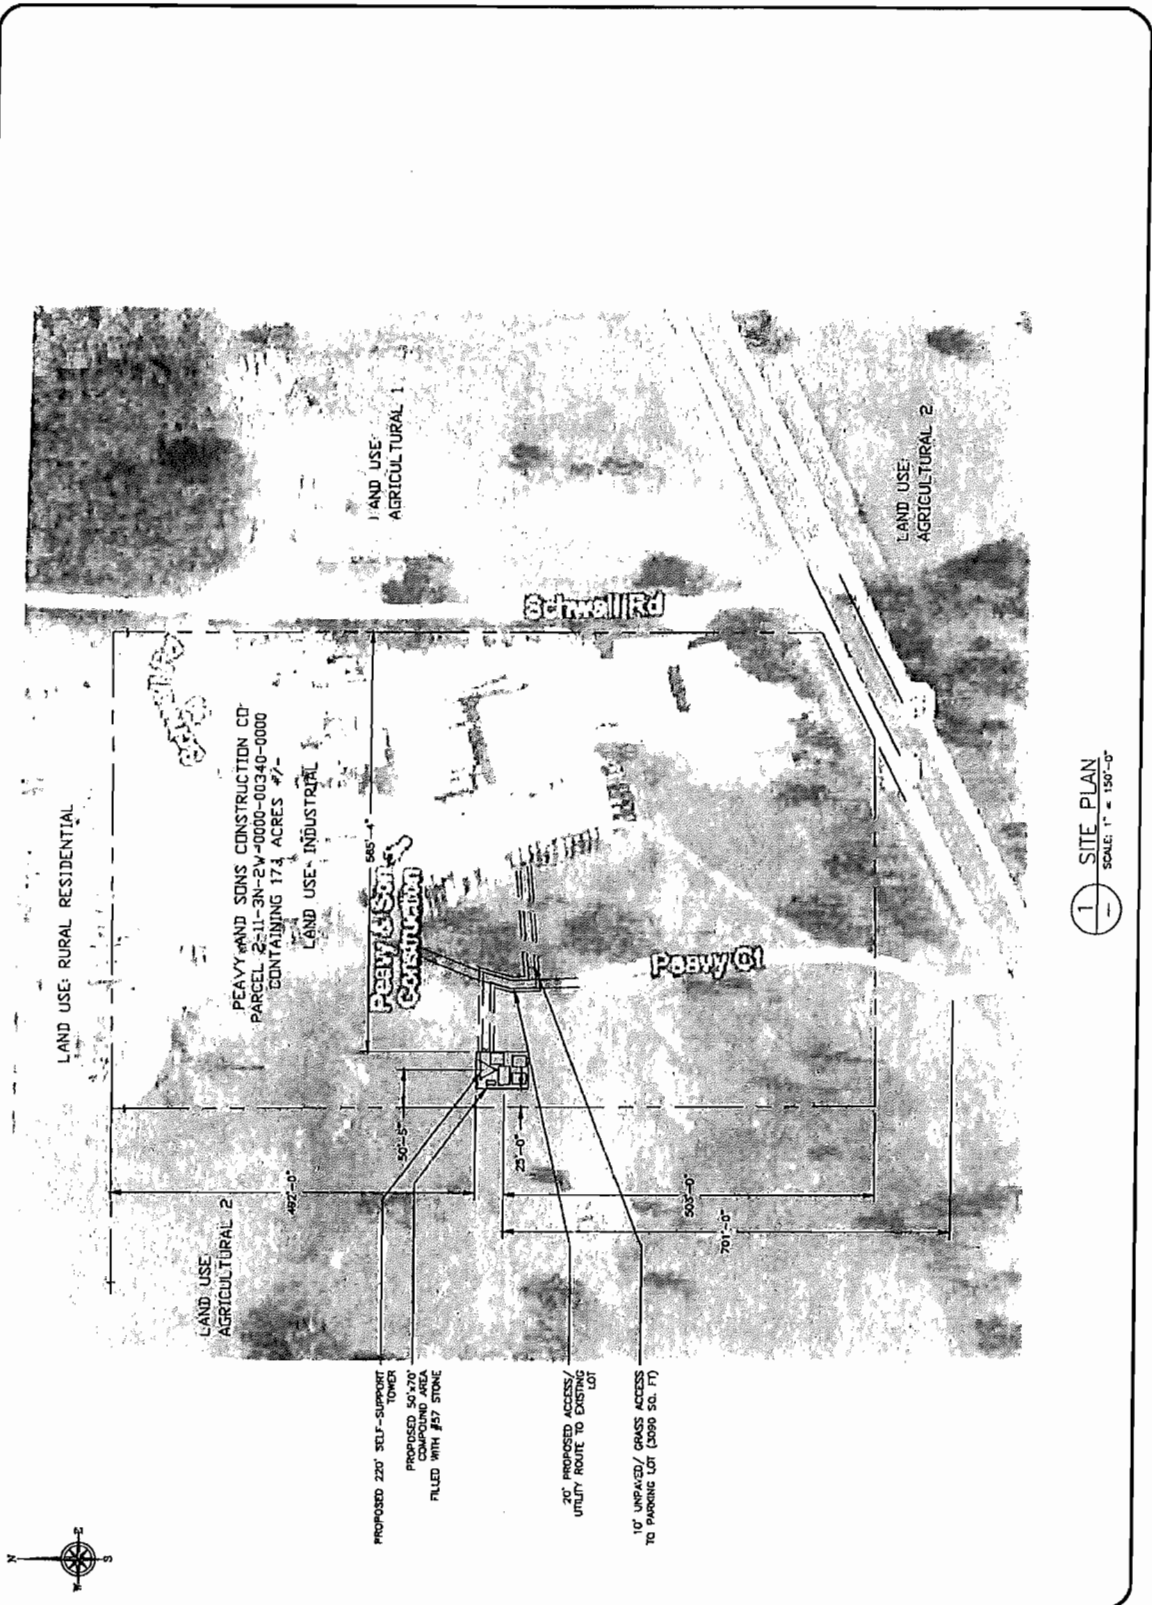 N
W
E
S
LAND USE: RURAL RESIDENTIAL
PEAVY AND SONS CONSTRUCTION CO
PARCEL 2-11-3N-2W-0000-00340-0000
CONTAINING ACRES
LAND USE: INDUSTRIAL
LAND USE:
AGRICULTURAL 1
LAND USE:
AGRICULTURAL 2
LAND USE:
AGRICULTURAL 2
Schwall Rd
Peavy & Son
Construction
Peavy Ct
585'-4"
50'-5"
25'-0"
492'-0"
503'-0"
701'-0"
PROPOSED 220' SELF-SUPPORT
TOWER
PROPOSED 50'x70'
COMPOUND AREA
FILLED WITH #57 STONE
20' PROPOSED ACCESS/
UTILITY ROUTE TO EXISTING
LOT
10' UNPAVED/ GRASS ACCESS
TO PARKING LOT (3090 SQ. FT)
1
SITE PLAN
SCALE: 1" = 150'-0"